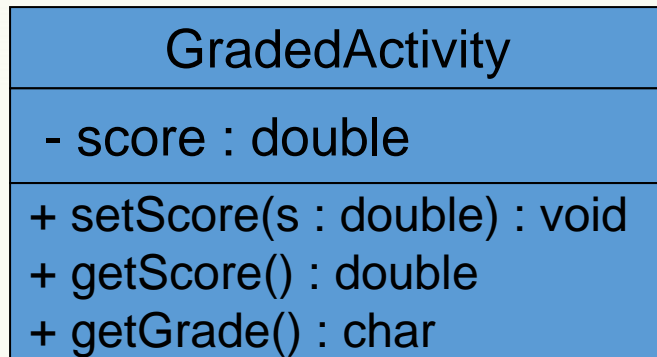 GradedActivity
- score : double
+ setScore(s : double) : void
+ getScore() : double
+ getGrade() : char